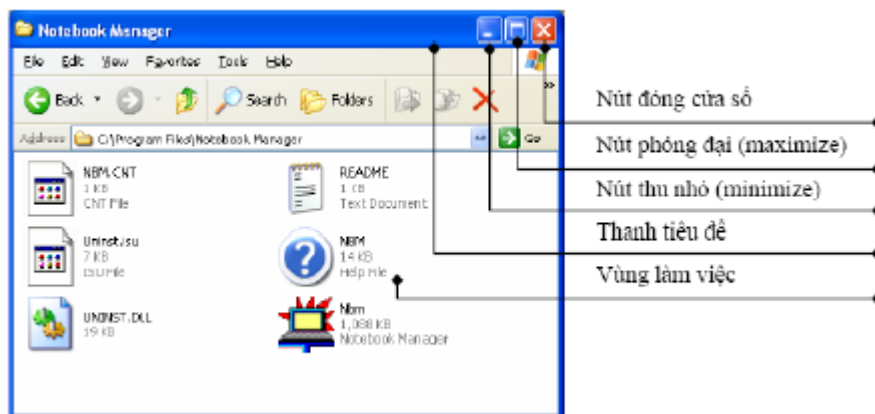 Notebook Manager
File Edit View Favorites Tools Help
Back Search Folders
Address C:\Program Files\Notebook Manager Go
NBM.CNT
1 KB
CNT File
README
1 KB
Text Document
Uninst.isu
7 KB
ISU File
NBM
14 KB
Help File
UNINST.DLL
19 KB
Nbm
1,088 KB
Notebook Manager
Nút đóng cửa sổ
Nút phóng đại (maximize)
Nút thu nhỏ (minimize)
Thanh tiêu đề
Vùng làm việc